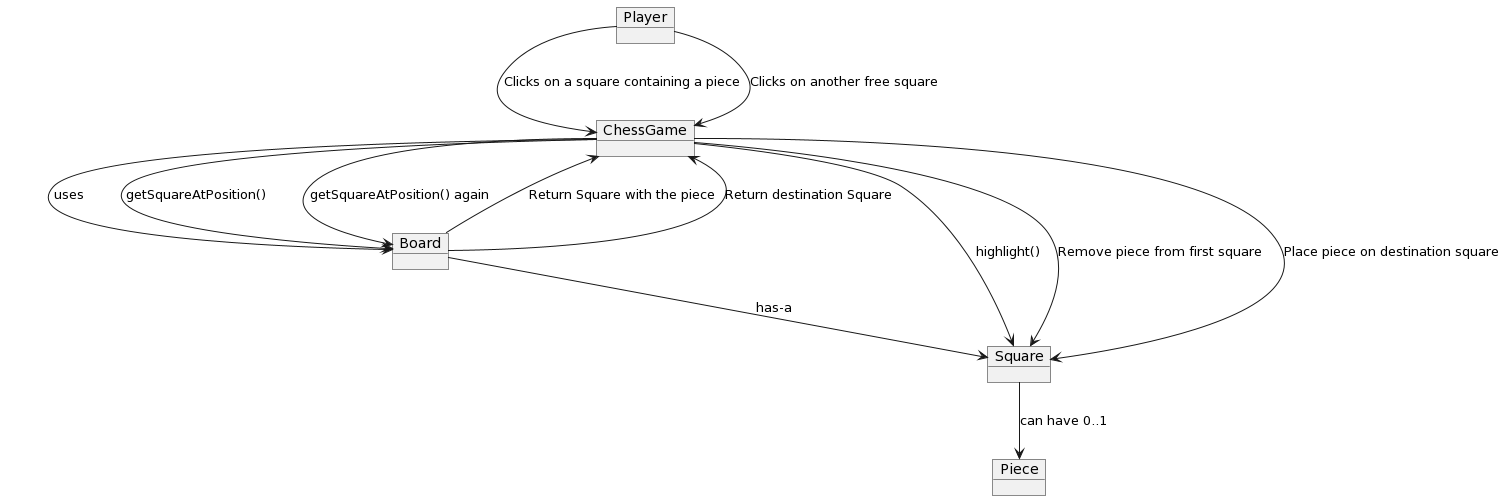 Player
Clicks on a square containing a piece
Clicks on another free square
ChessGame
uses
getSquareAtPosition()
getSquareAtPosition() again
Return Square with the piece
Return destination Square
Board
highlight()
Remove piece from first square
Place piece on destination square
has-a
Square
can have 0..1
Piece